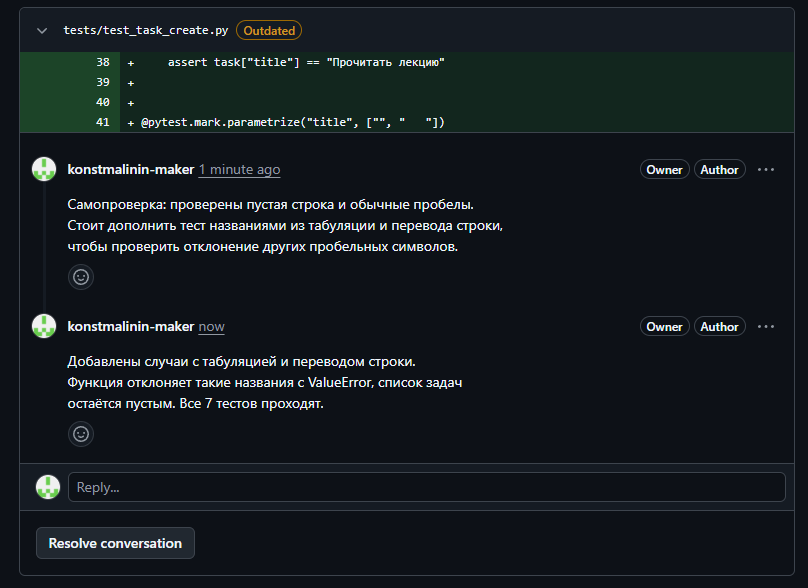 tests/test_task_create.py Outdated
38 + assert task["title"] == "Прочитать лекцию"
39 +
40 +
41 + @pytest.mark.parametrize("title", ["", "   "])
konstmalinin-maker 1 minute ago Owner Author ...
Самопроверка: проверены пустая строка и обычные пробелы.
Стоит дополнить тест названиями из табуляции и перевода строки,
чтобы проверить отклонение других пробельных символов.
konstmalinin-maker now Owner Author ...
Добавлены случаи с табуляцией и переводом строки.
Функция отклоняет такие названия с ValueError, список задач
остаётся пустым. Все 7 тестов проходят.
Reply...
Resolve conversation